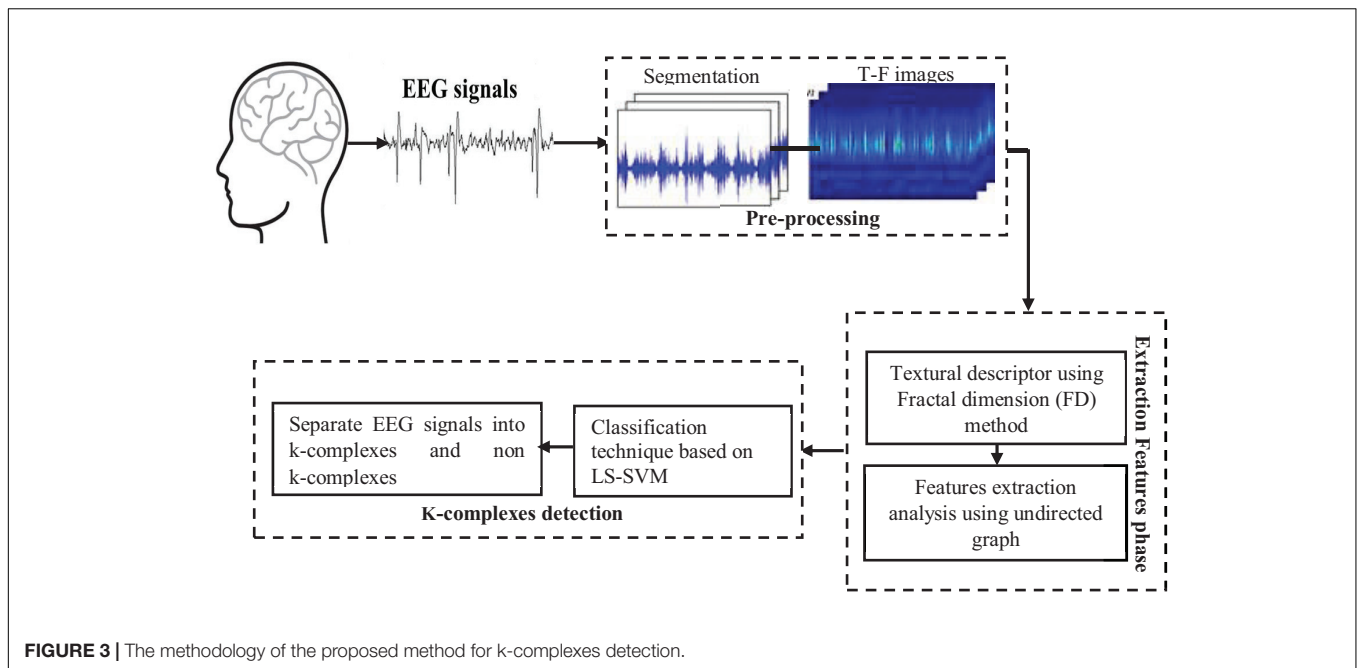 EEG signals
Segmentation
T-F images
n
Pre-processing
Extraction Features phase
Textural descriptor using
Fractal dimension (FD)
method
Features extraction
analysis using undirected
graph
Classification
technique based on
LS-SVM
Separate EEG signals into
k-complexes and non
k-complexes
K-complexes detection
FIGURE 3 | The methodology of the proposed method for k-complexes detection.